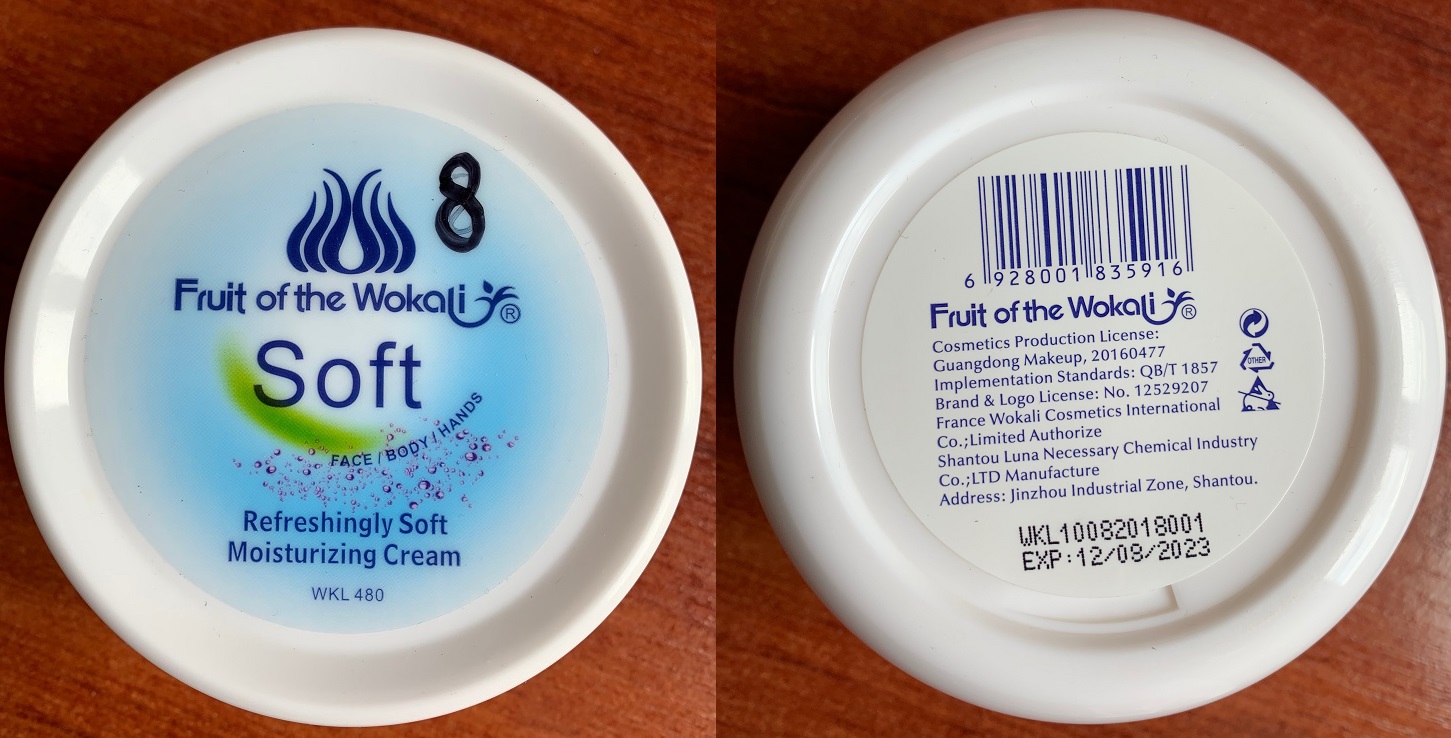 8
Fruit of the Wokali ®
Soft
FACE / BODY / HANDS
Refreshingly Soft
Moisturizing Cream
WKL 480
6 928001 835916
Fruit of the Wokali ®
Cosmetics Production License:
Guangdong Makeup, 20160477
Implementation Standards: QB/T 1857
Brand & Logo License: No. 12529207
France Wokali Cosmetics International
Co.;Limited Authorize
Shantou Luna Necessary Chemical Industry
Co.;LTD Manufacture
Address: Jinzhou Industrial Zone, Shantou.
OTHER
WKL10082018001
EXP:12/08/2023